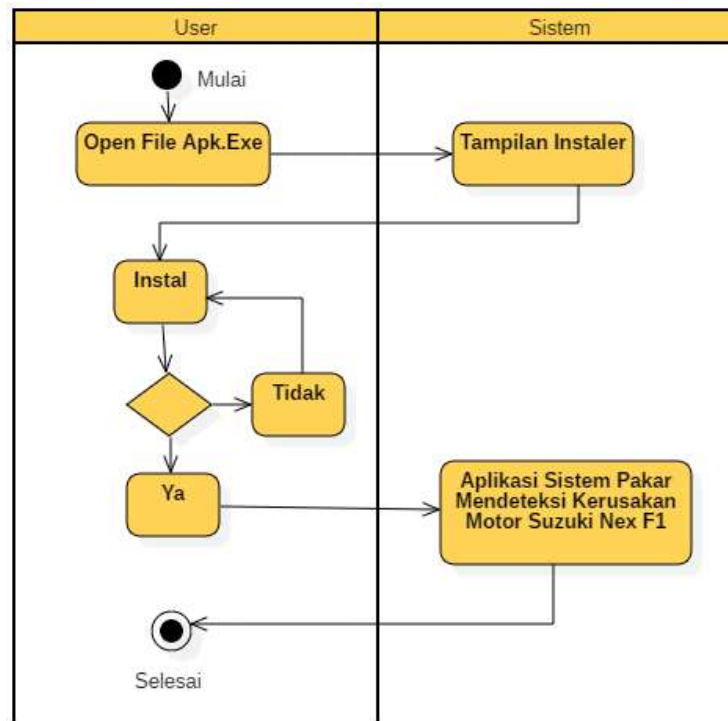 User
Sistem
Mulai
Open File Apk.Exe
Tampilan Instaler
Instal
Tidak
Ya
Aplikasi Sistem Pakar
Mendeteksi Kerusakan
Motor Suzuki Nex F1
Selesai